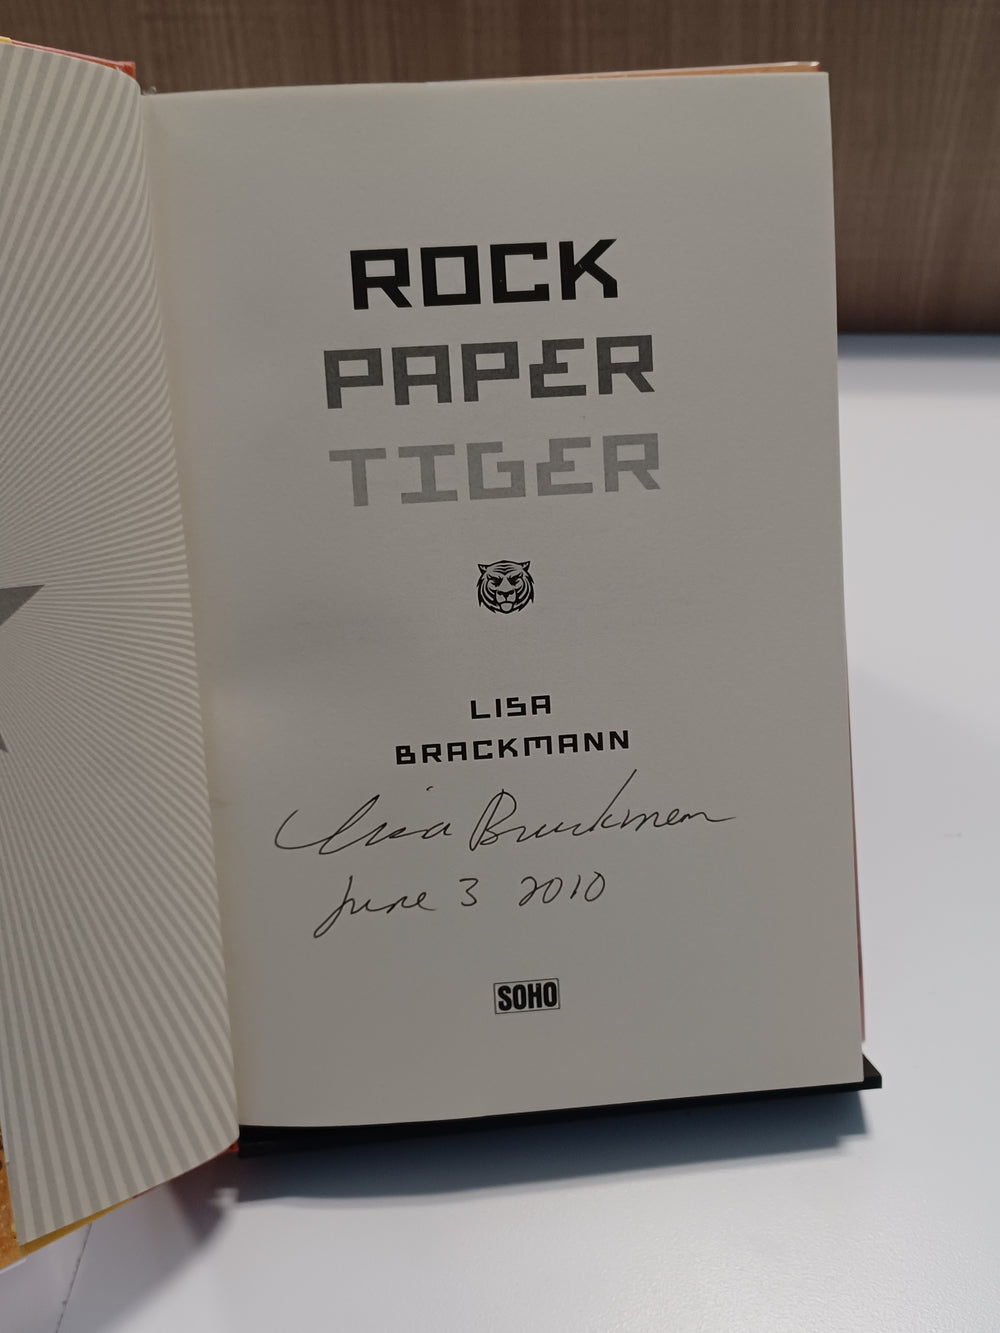 ROCK
PAPER
TIGER
LISA
BRACKMANN
Lisa Brackmann
June 3 2010
SOHO